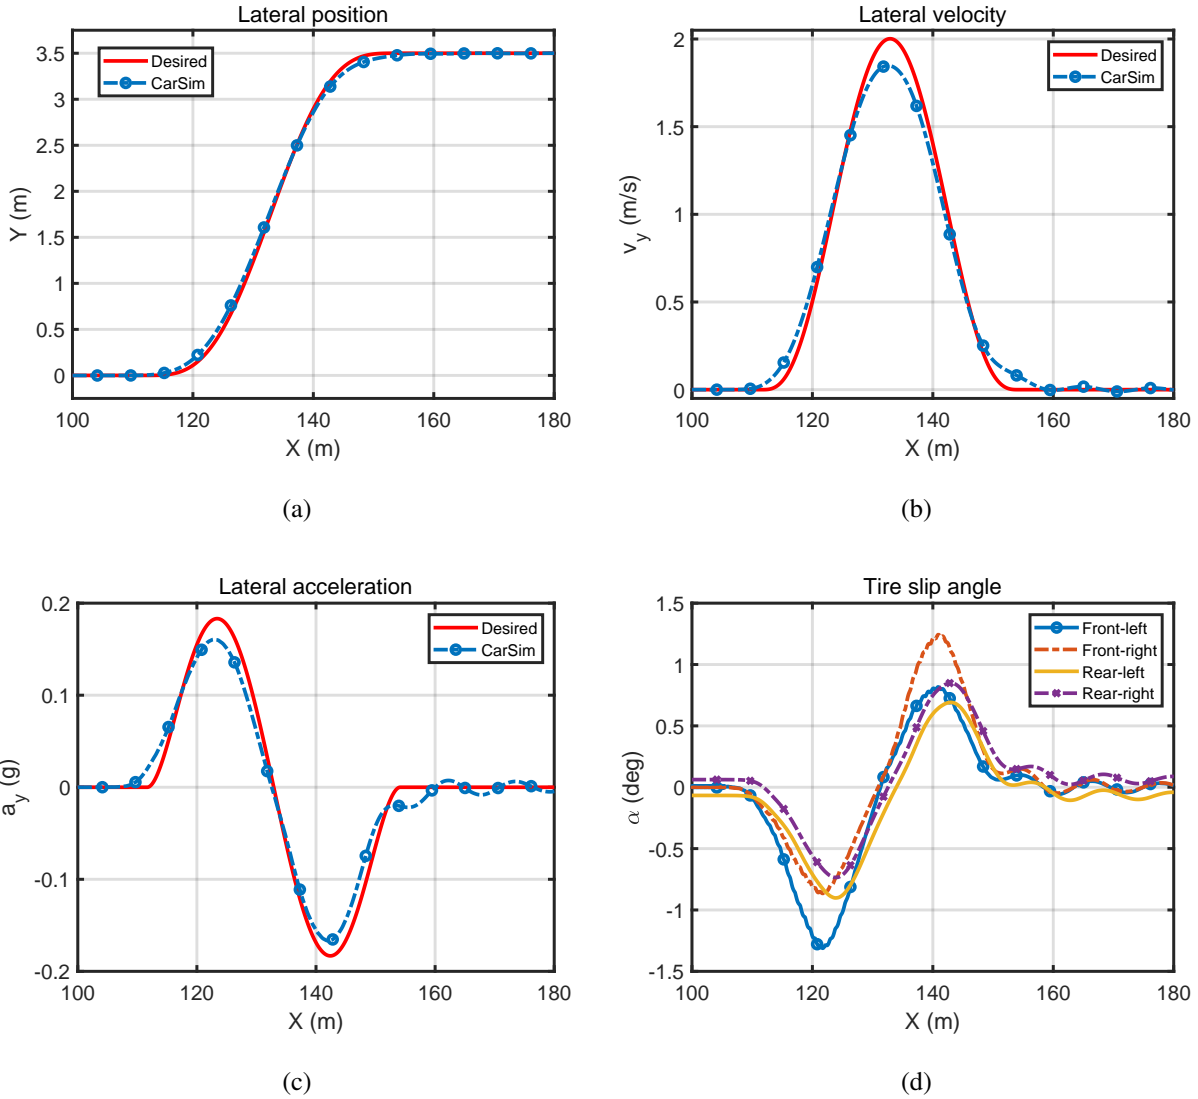 Lateral position
3.5
3
2.5
2
1.5
1
0.5
0
Y (m)
Desired
CarSim
100
120
140
160
180
X (m)
(a)
Lateral velocity
2
1.5
1
0.5
0
v_y (m/s)
Desired
CarSim
100
120
140
160
180
X (m)
(b)
Lateral acceleration
0.2
0.1
0
-0.1
-0.2
a_y (g)
Desired
CarSim
100
120
140
160
180
X (m)
(c)
Tire slip angle
1.5
1
0.5
0
-0.5
-1
-1.5
α (deg)
Front-left
Front-right
Rear-left
Rear-right
100
120
140
160
180
X (m)
(d)